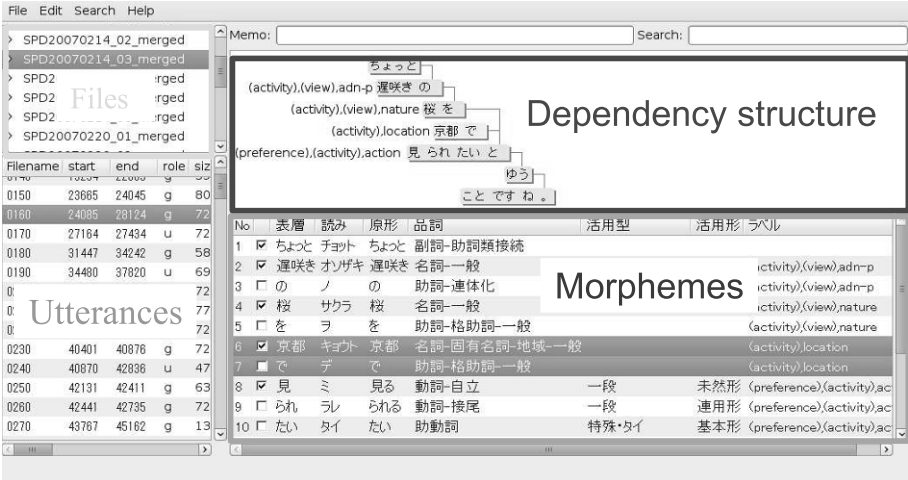 File Edit Search Help
SPD20070214_02_merged
SPD20070214_03_merged
SPD2 rged
SPD2 rged
SPD2 rged
SPD20070220_01_merged
Files
Memo: Search:
ちょっと
(activity),(view),adn-p 遅咲き の
(activity),(view),nature 桜 を
(activity),location 京都 で
(preference),(activity),action 見 られ たい と
ゆう
こと です ね 。
Dependency structure
Filename start end role siz
0150 23665 24045 g 80
0160 24085 28124 g 72
0170 27164 27434 u 72
0180 31447 34242 g 58
0190 34480 37820 u 69
72
77
72
Utterances
0230 40401 40876 g 72
0240 40870 42836 u 47
0250 42131 42411 g 63
0260 42441 42735 g 72
0270 43767 45162 g 13
No 表層 読み 原形 品詞 活用型 活用形 ラベル
1 ちょっと チョット ちょっと 副詞-助詞類接続
2 遅咲き オソザキ 遅咲き 名詞-一般 activity),(view),adn-p
3 の ノ の 助詞-連体化 activity),(view),adn-p
4 桜 サクラ 桜 名詞-一般 activity),(view),nature
5 を ヲ を 助詞-格助詞-一般 (activity),(view),nature
6 京都 キョウト 京都 名詞-固有名詞-地域-一般 (activity),location
7 で デ で 助詞-格助詞-一般 (activity),location
8 見 ミ 見る 動詞-自立 一段 未然形 (preference),(activity),ac
9 られ ラレ られる 動詞-接尾 一段 連用形 (preference),(activity),ac
10 たい タイ たい 助動詞 特殊・タイ 基本形 (preference),(activity),ac
Morphemes